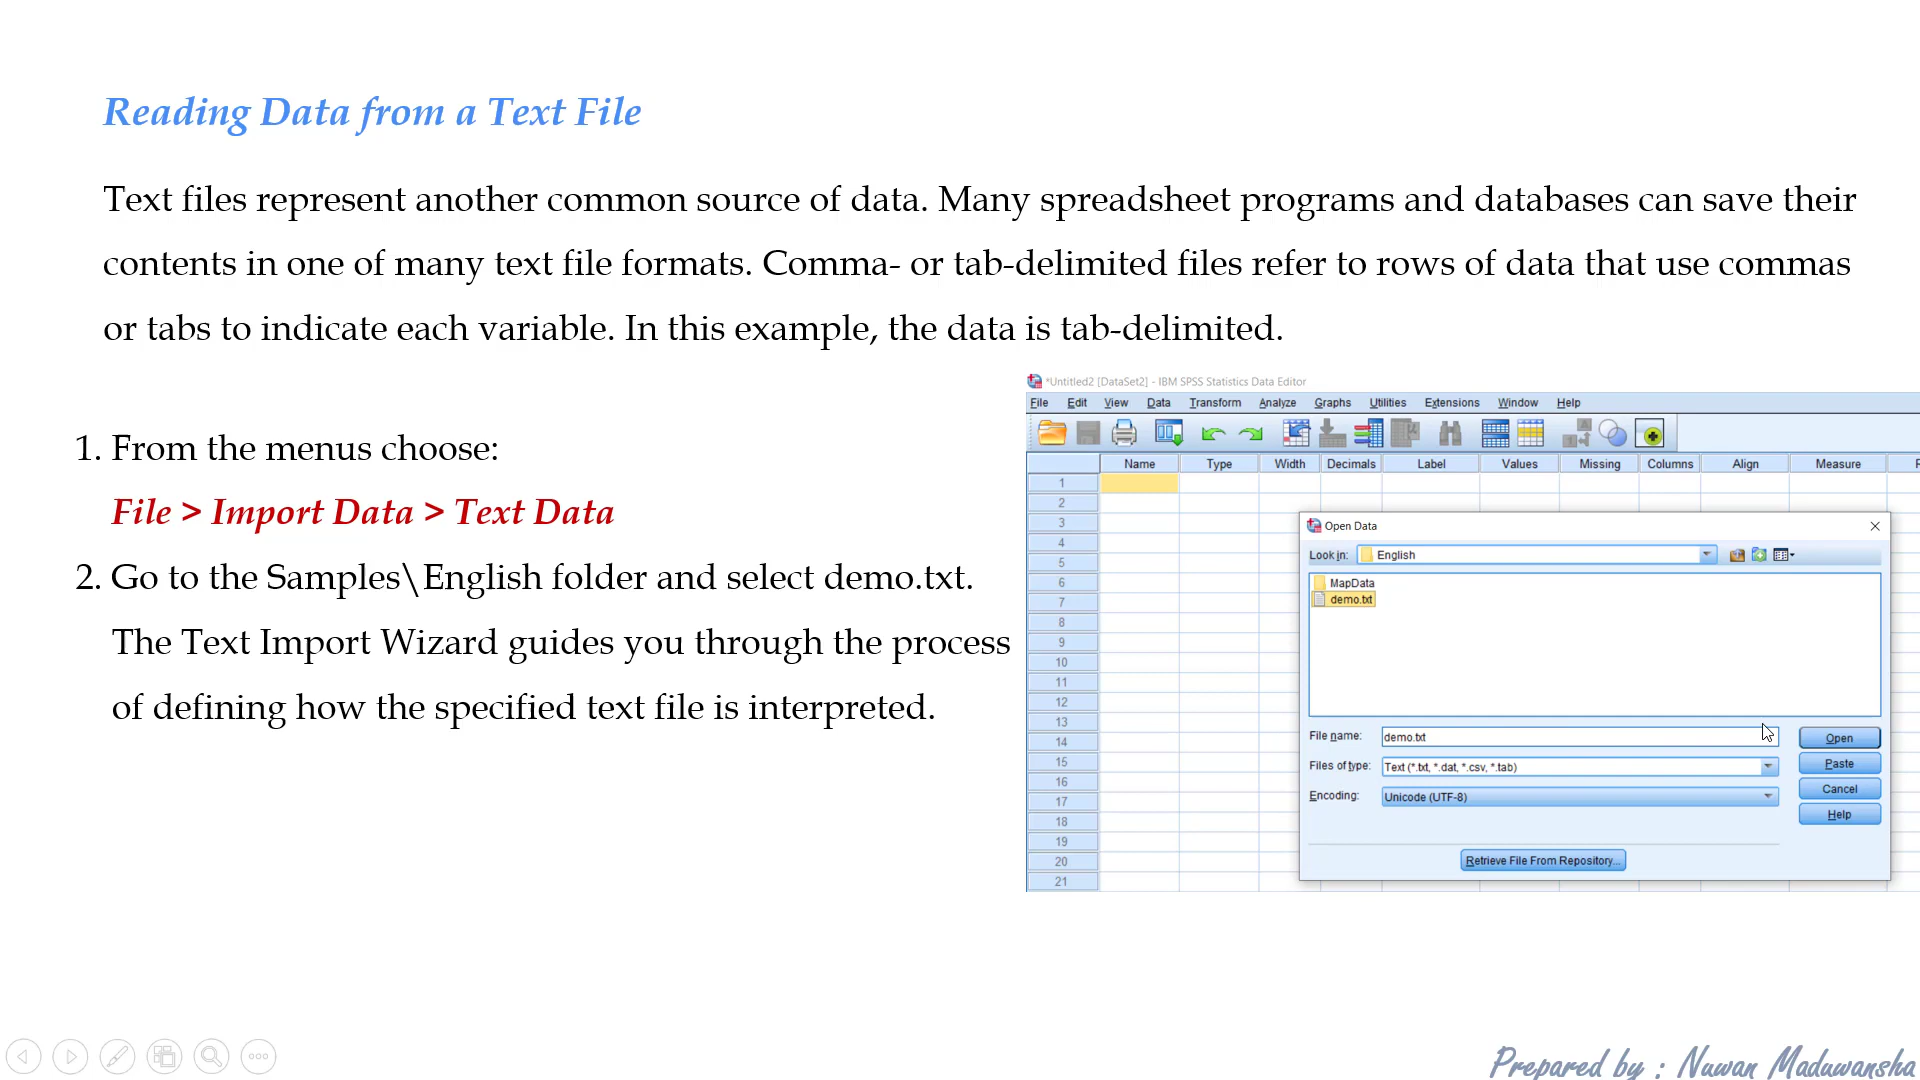 Reading Data from a Text File
Text files represent another common source of data. Many spreadsheet programs and databases can save their
contents in one of many text file formats. Comma- or tab-delimited files refer to rows of data that use commas
or tabs to indicate each variable. In this example, the data is tab-delimited.
1. From the menus choose:
File > Import Data > Text Data
2. Go to the Samples\English folder and select demo.txt.
The Text Import Wizard guides you through the process
of defining how the specified text file is interpreted.
*Untitled2 [DataSet2] - IBM SPSS Statistics Data Editor
File Edit View Data Transform Analyze Graphs Utilities Extensions Window Help
Name Type Width Decimals Label Values Missing Columns Align Measure
1
2
3
4
5
6
7
8
9
10
11
12
13
14
15
16
17
18
19
20
21
Open Data
Look in: English
MapData
demo.txt
File name: demo.txt Open
Files of type: Text (*.txt, *.dat, *.csv, *.tab) Paste
Encoding: Unicode (UTF-8) Cancel
Help
Retrieve File From Repository...
Prepared by : Nuwan Maduwansha